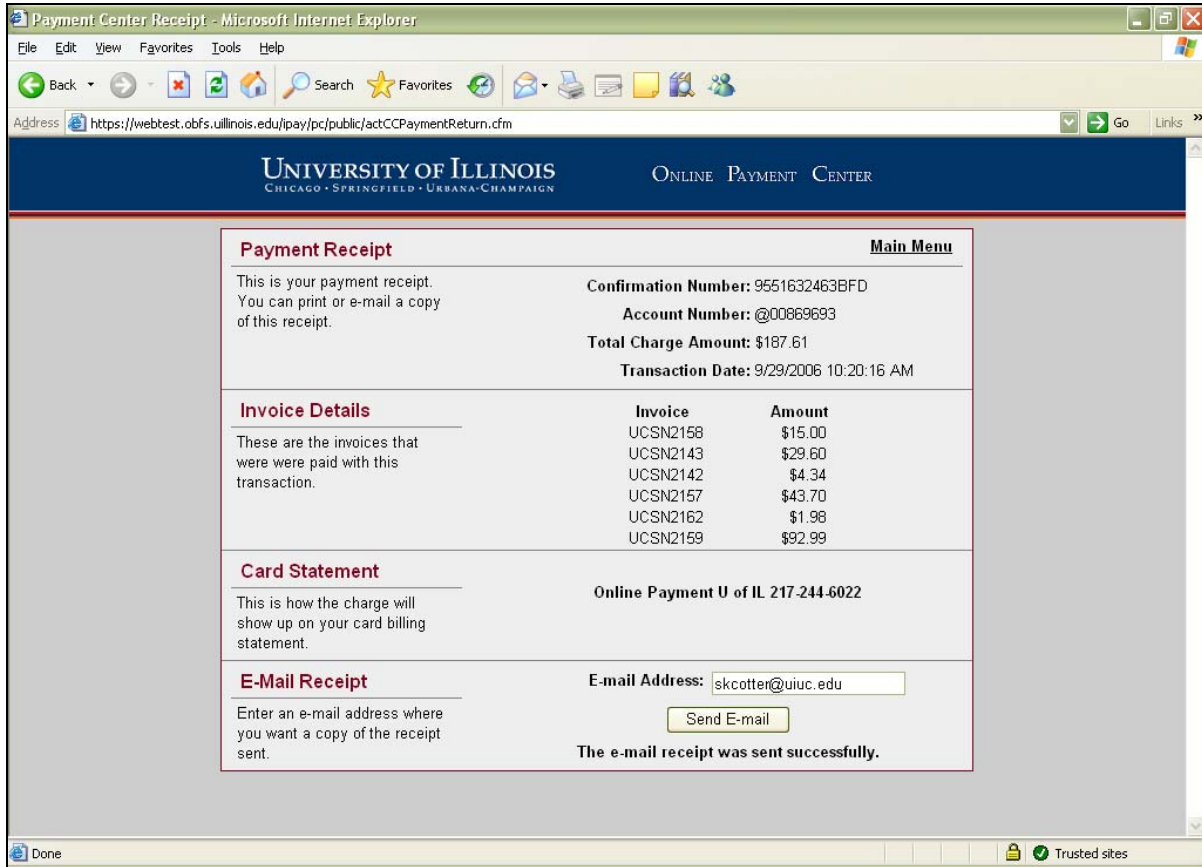 Payment Center Receipt - Microsoft Internet Explorer
File Edit View Favorites Tools Help
Back Search Favorites
Address https://webtest.obfs.uillinois.edu/ipay/pc/public/actCCPaymentReturn.cfm Go Links »
UNIVERSITY OF ILLINOIS ONLINE PAYMENT CENTER
CHICAGO • SPRINGFIELD • URBANA-CHAMPAIGN
Payment Receipt Main Menu
This is your payment receipt.
You can print or e-mail a copy
of this receipt.
Confirmation Number: 9551632463BFD
Account Number: @00869693
Total Charge Amount: $187.61
Transaction Date: 9/29/2006 10:20:16 AM
Invoice Details
These are the invoices that
were were paid with this
transaction.
Invoice Amount
UCSN2158 $15.00
UCSN2143 $29.60
UCSN2142 $4.34
UCSN2157 $43.70
UCSN2162 $1.98
UCSN2159 $92.99
Card Statement
This is how the charge will
show up on your card billing
statement.
Online Payment U of IL 217-244-6022
E-Mail Receipt
Enter an e-mail address where
you want a copy of the receipt
sent.
E-mail Address: skcotter@uiuc.edu
Send E-mail
The e-mail receipt was sent successfully.
Done Trusted sites